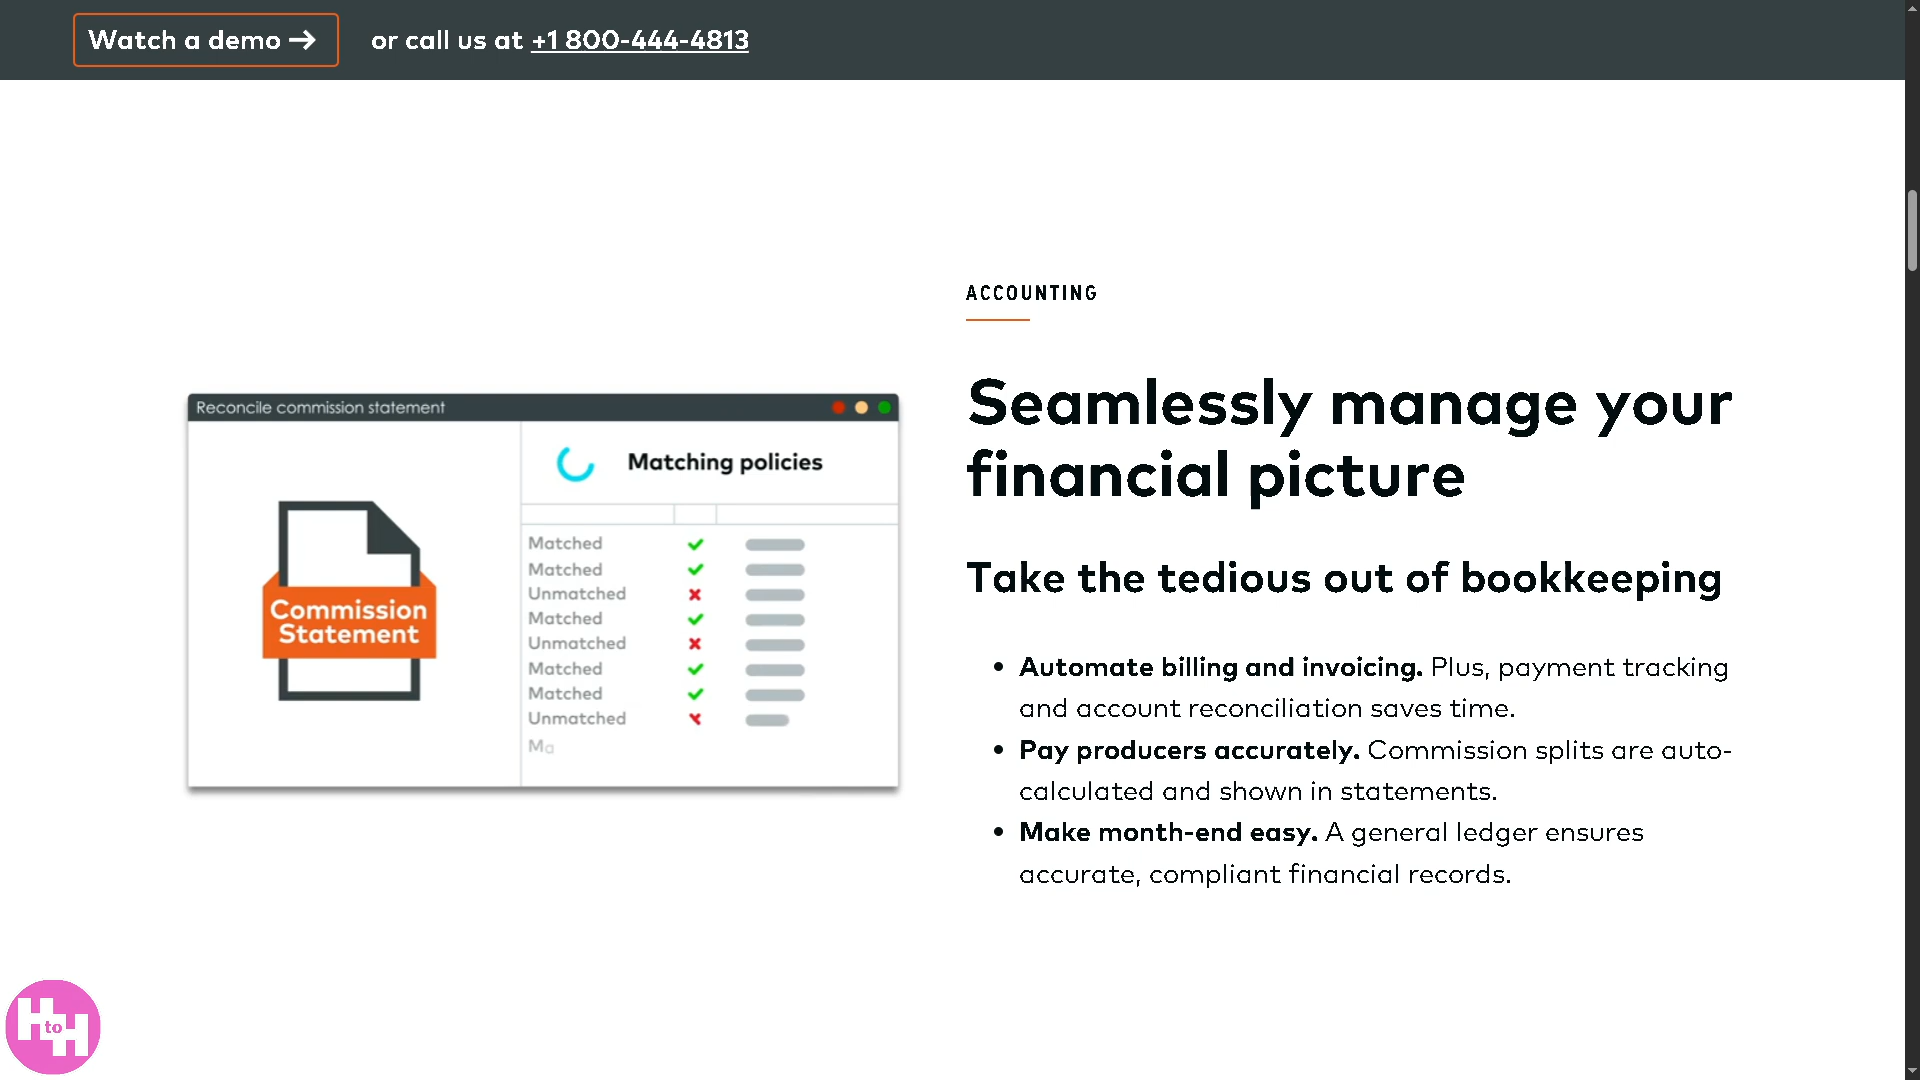 Watch a demo →
or call us at +1 800-444-4813
Reconcile commission statement
Commission
Statement
Matching policies
Matched
Matched
Unmatched
Matched
Unmatched
Matched
Matched
Unmatched
Ma
ACCOUNTING
Seamlessly manage your
financial picture
Take the tedious out of bookkeeping
• Automate billing and invoicing. Plus, payment tracking
and account reconciliation saves time.
• Pay producers accurately. Commission splits are auto-
calculated and shown in statements.
• Make month-end easy. A general ledger ensures
accurate, compliant financial records.
H to H